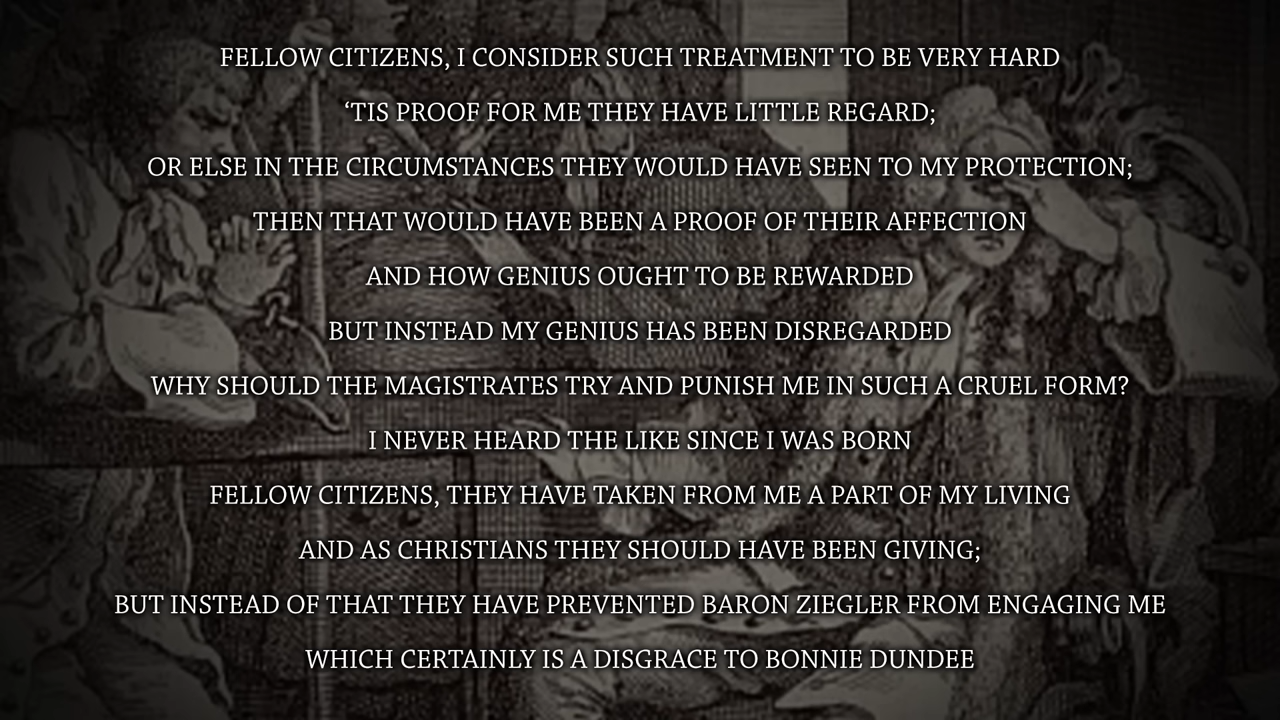 FELLOW CITIZENS, I CONSIDER SUCH TREATMENT TO BE VERY HARD
‘TIS PROOF FOR ME THEY HAVE LITTLE REGARD;
OR ELSE IN THE CIRCUMSTANCES THEY WOULD HAVE SEEN TO MY PROTECTION;
THEN THAT WOULD HAVE BEEN A PROOF OF THEIR AFFECTION
AND HOW GENIUS OUGHT TO BE REWARDED
BUT INSTEAD MY GENIUS HAS BEEN DISREGARDED
WHY SHOULD THE MAGISTRATES TRY AND PUNISH ME IN SUCH A CRUEL FORM?
I NEVER HEARD THE LIKE SINCE I WAS BORN
FELLOW CITIZENS, THEY HAVE TAKEN FROM ME A PART OF MY LIVING
AND AS CHRISTIANS THEY SHOULD HAVE BEEN GIVING;
BUT INSTEAD OF THAT THEY HAVE PREVENTED BARON ZIEGLER FROM ENGAGING ME
WHICH CERTAINLY IS A DISGRACE TO BONNIE DUNDEE